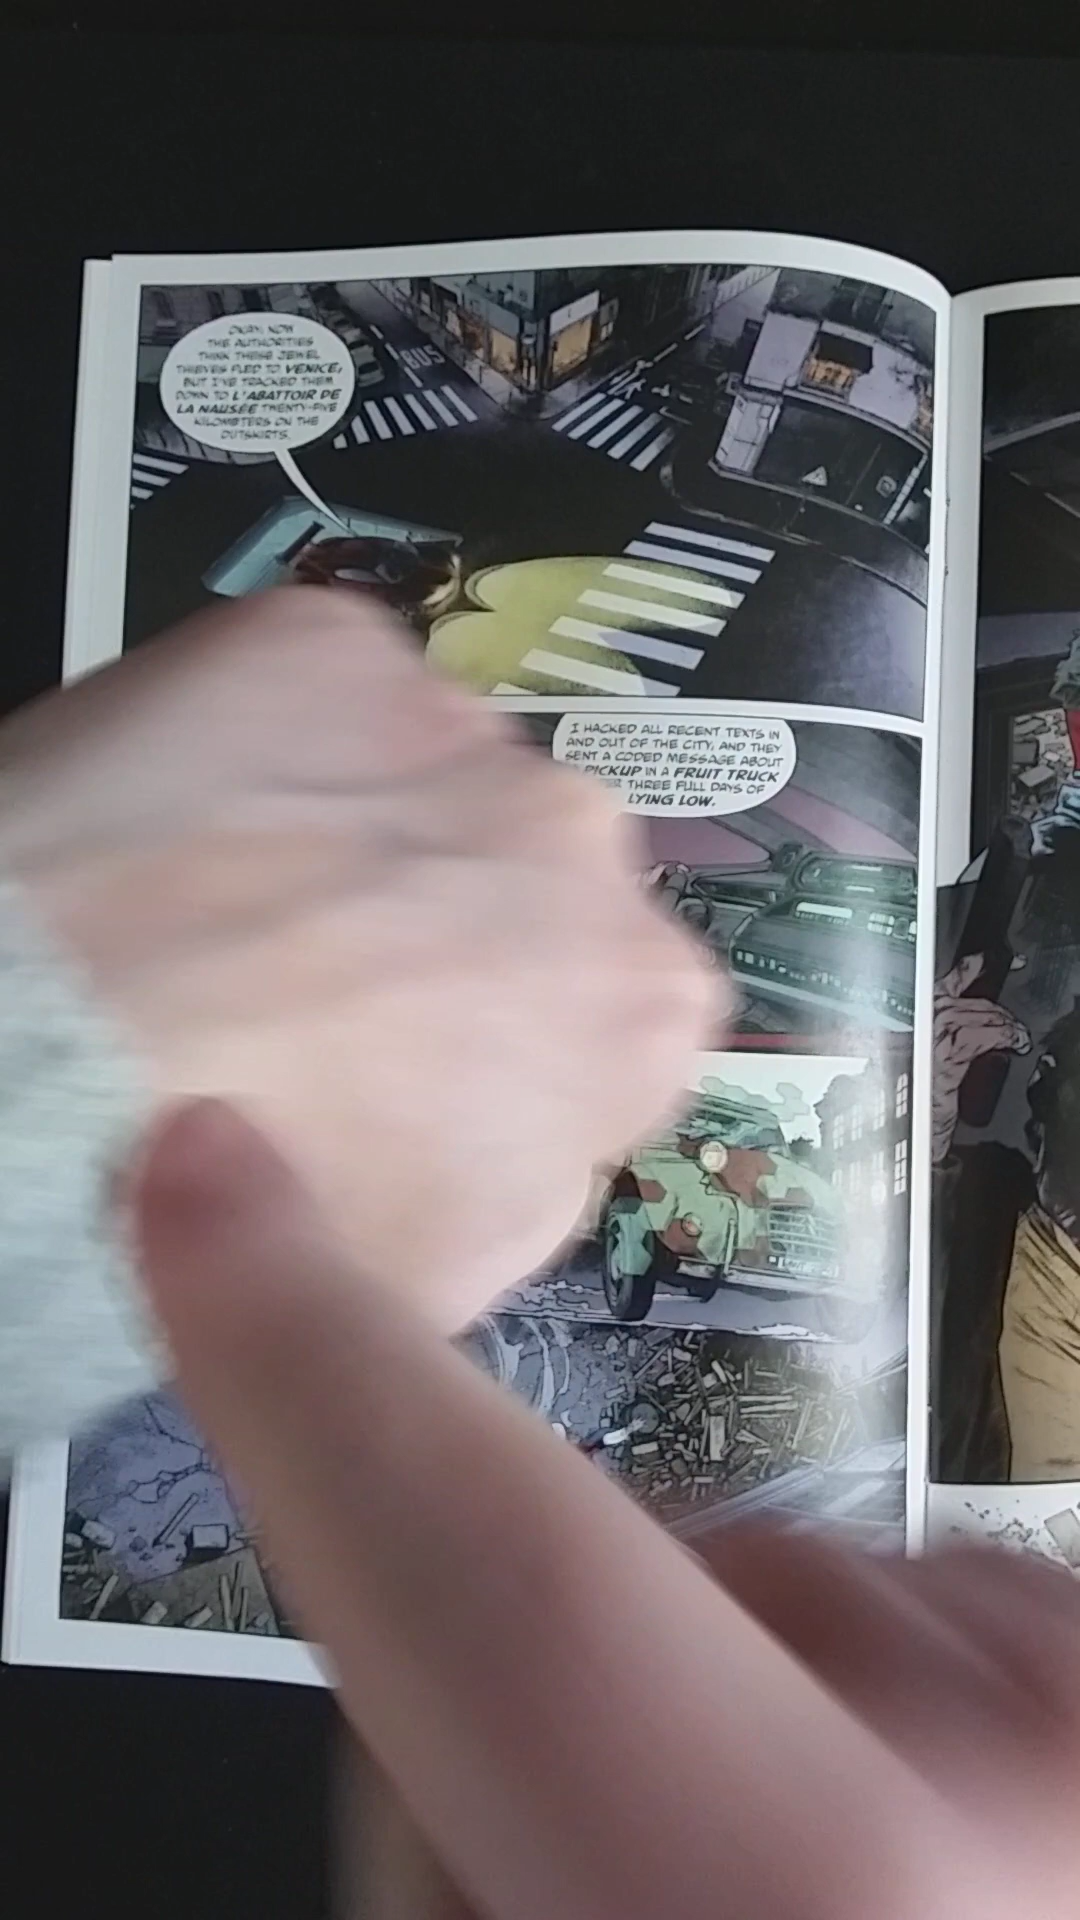 OKAY, NOW
THE AUTHORITIES
THINK THESE JEWEL
THIEVES FLED TO VENICE,
BUT I'VE TRACKED THEM
DOWN TO L'ABATTOIR DE
LA NAUSÉE TWENTY-FIVE
KILOMETERS ON THE
OUTSKIRTS.
BUS
I HACKED ALL RECENT TEXTS IN
AND OUT OF THE CITY, AND THEY
SENT A CODED MESSAGE ABOUT
PICKUP IN A FRUIT TRUCK
THREE FULL DAYS OF
LYING LOW.